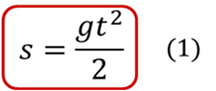 s = gt²/2 (1)